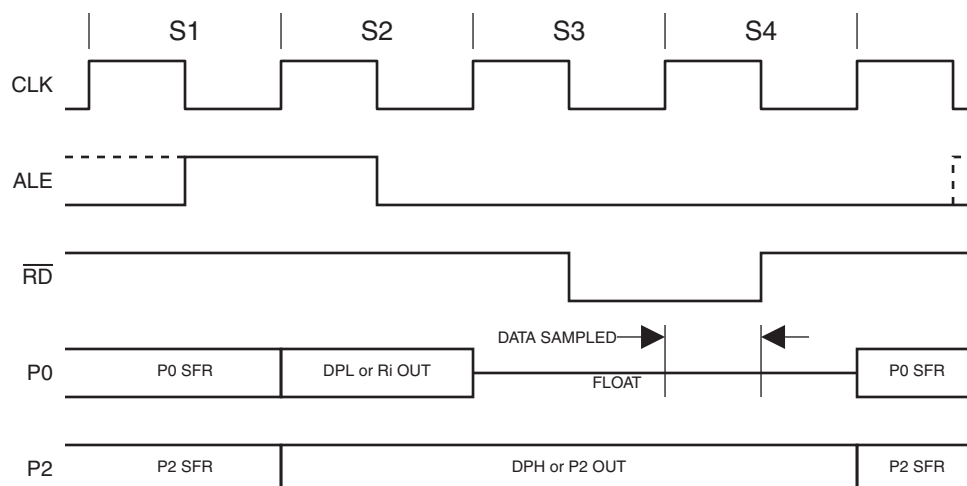 S1 S2 S3 S4
CLK
ALE
RD
DATA SAMPLED
P0 P0 SFR DPL or Ri OUT FLOAT P0 SFR
P2 P2 SFR DPH or P2 OUT P2 SFR